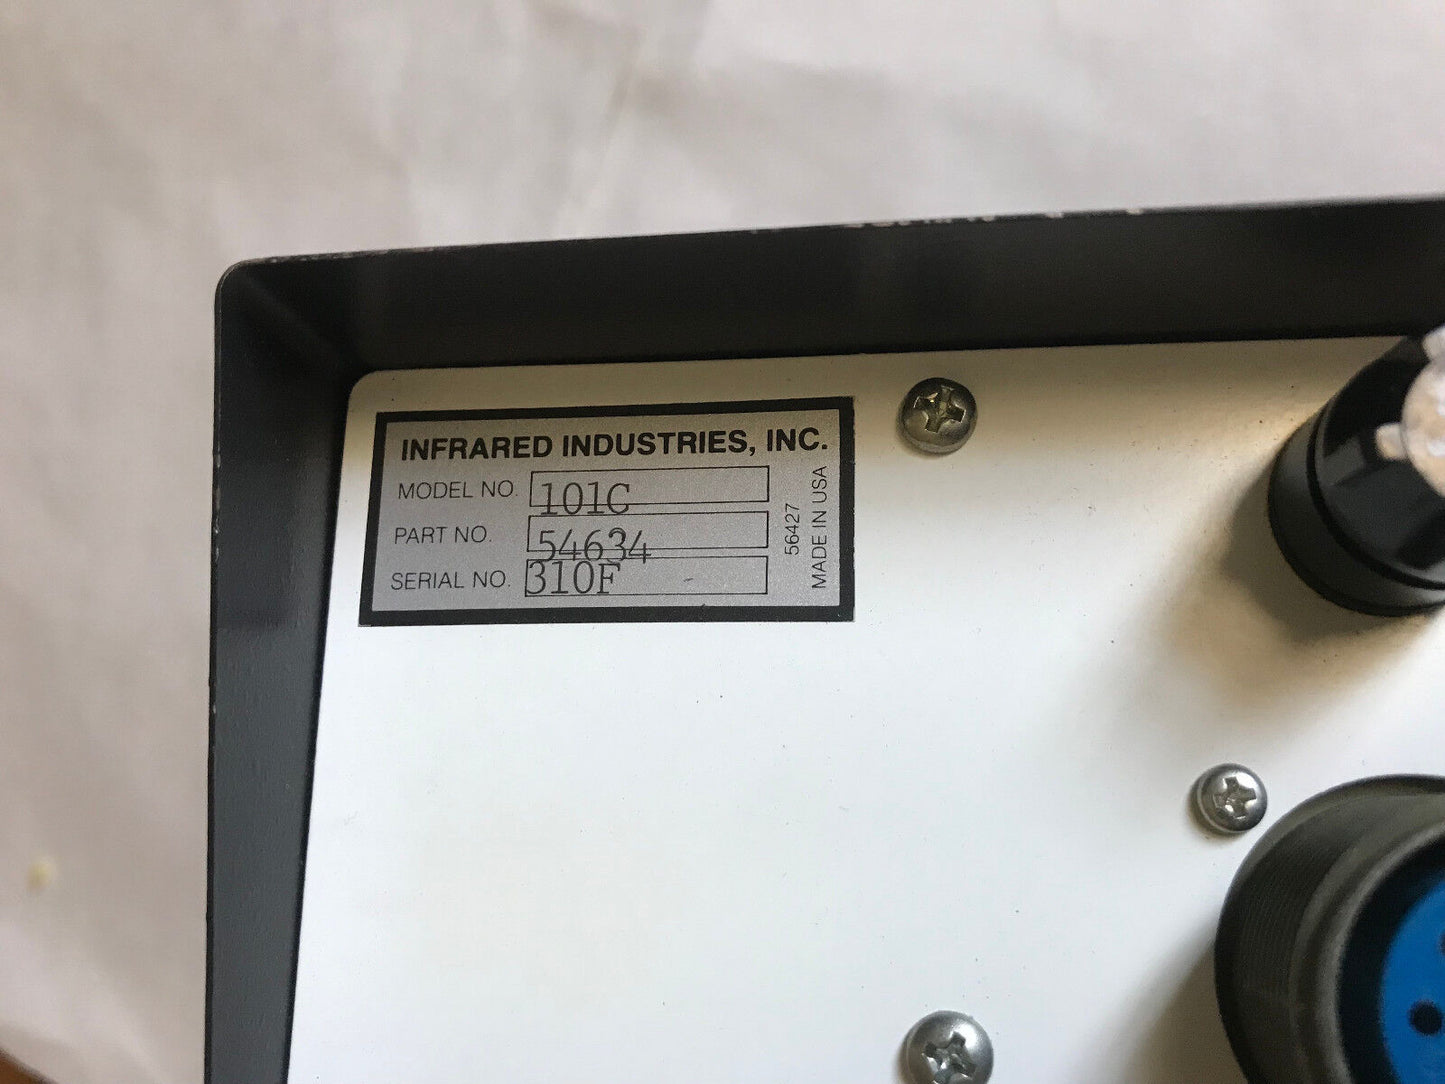 INFRARED INDUSTRIES, INC.
MODEL NO. 101C
PART NO. 54634
SERIAL NO. 310F
56427
MADE IN USA